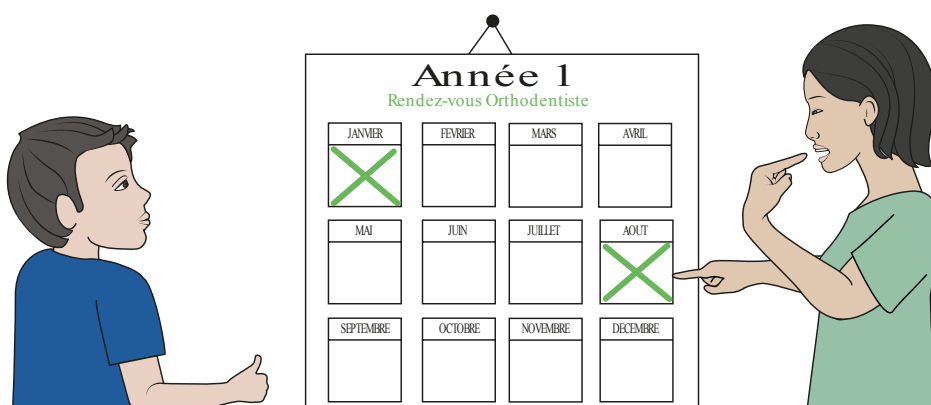 Année 1
Rendez-vous Orthodentiste
JANVIER FEVRIER MARS AVRIL
MAI JUIN JUILLET AOUT
SEPTEMBRE OCTOBRE NOVEMBRE DECEMBRE